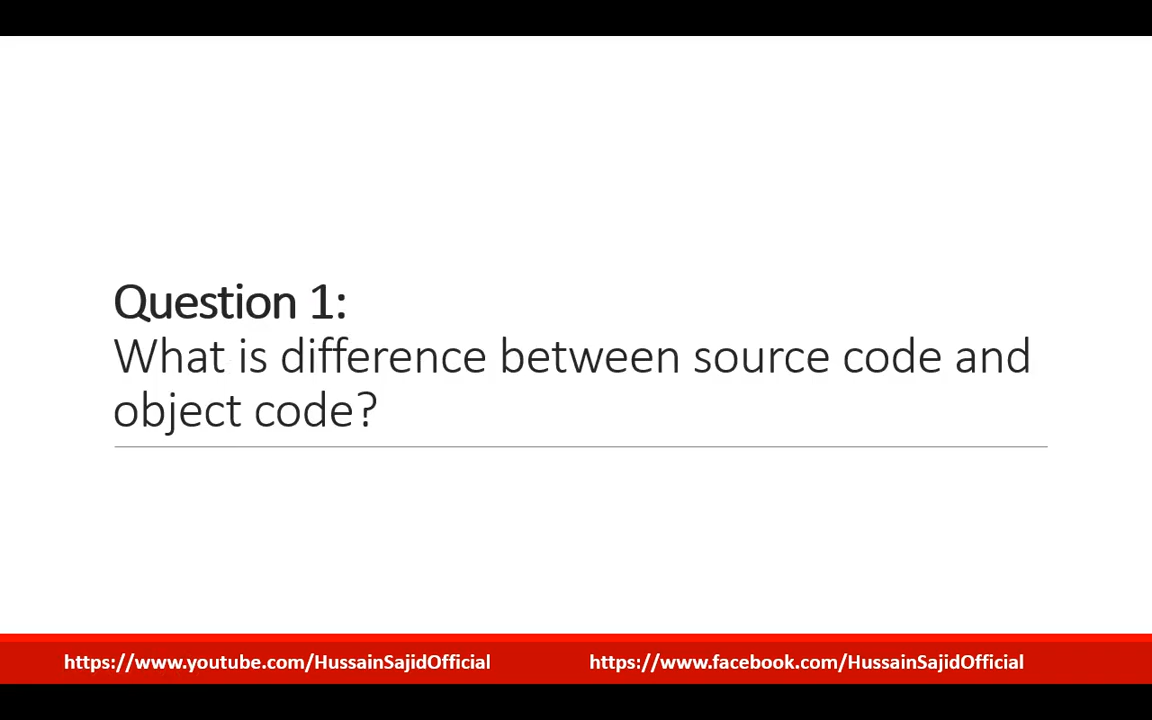 Question 1:
What is difference between source code and
object code?
https://www.youtube.com/HussainSajidOfficial
https://www.facebook.com/HussainSajidOfficial